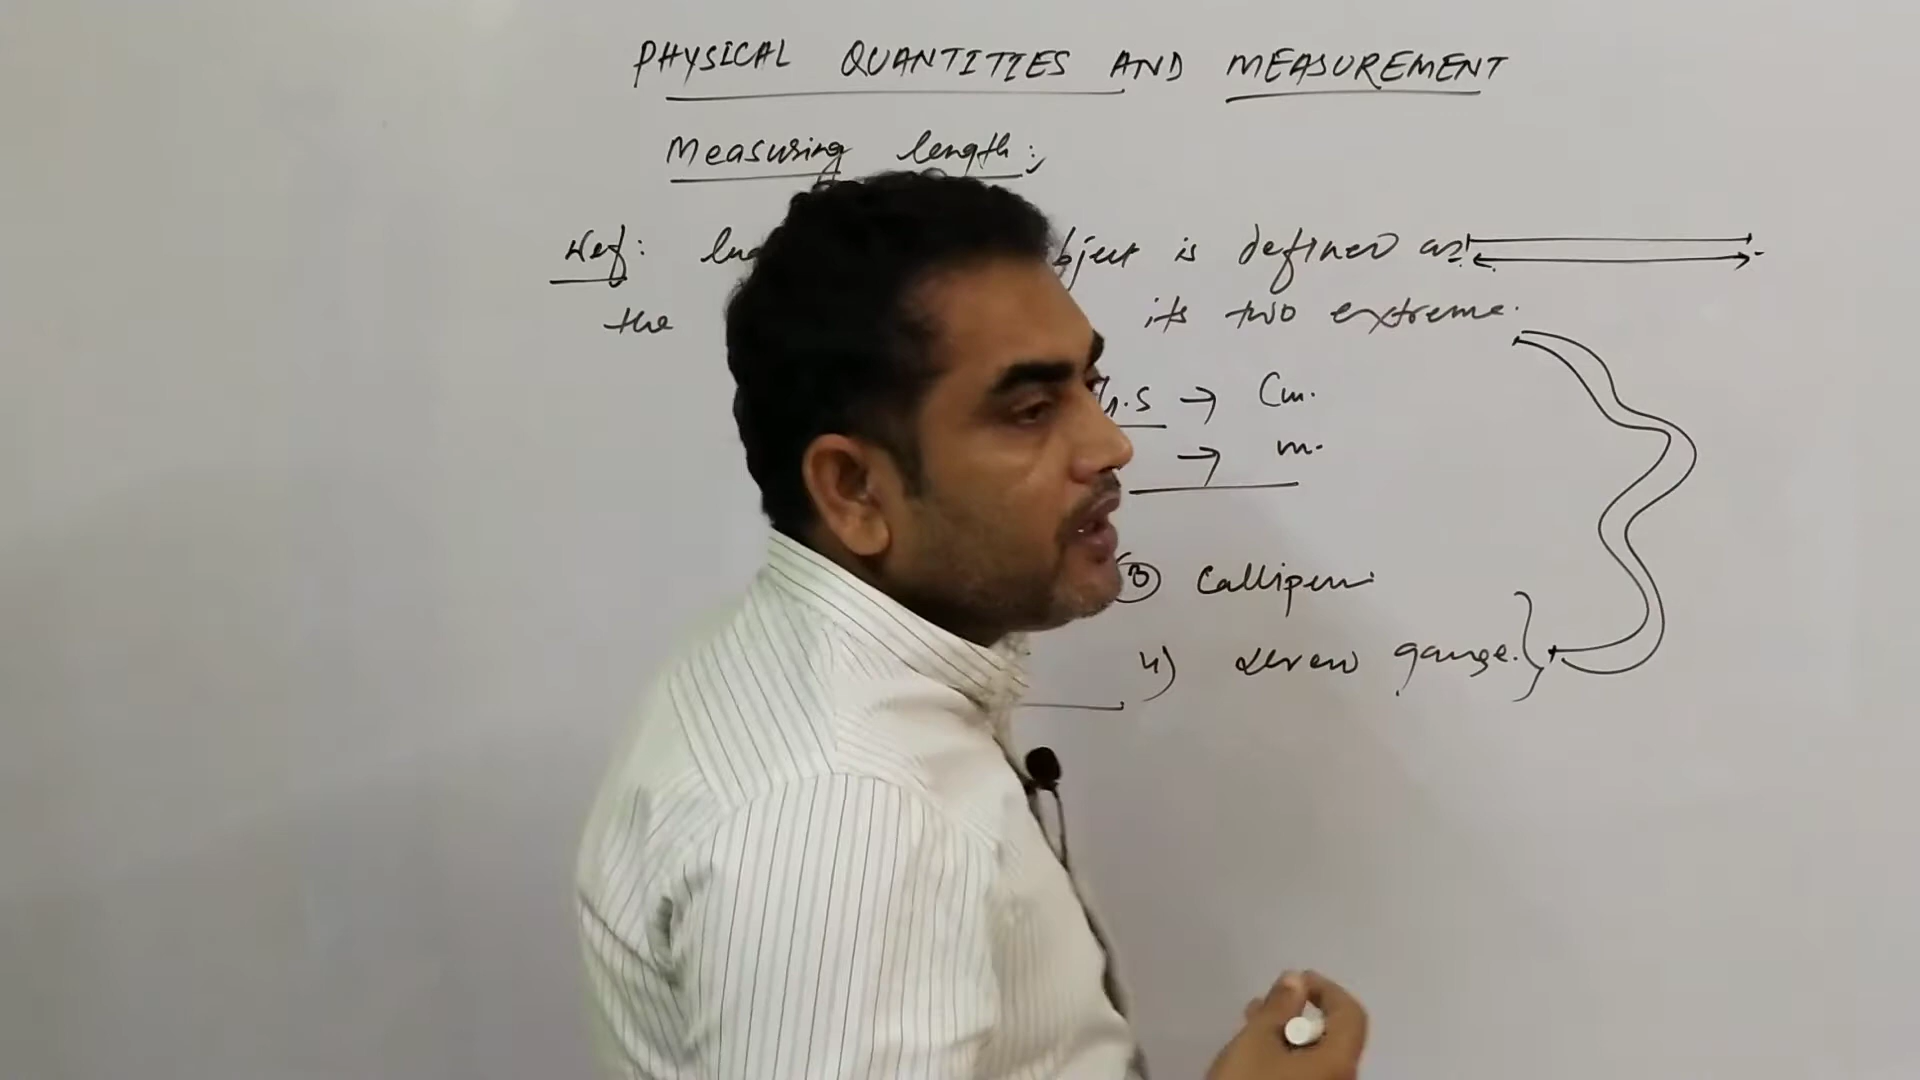 PHYSICAL QUANTITIES AND MEASUREMENT
Measuring length:
Def: bject is defined as
the its two extreme.
.S → Cm.
→ m.
③ Callipers
4) screw gauge.